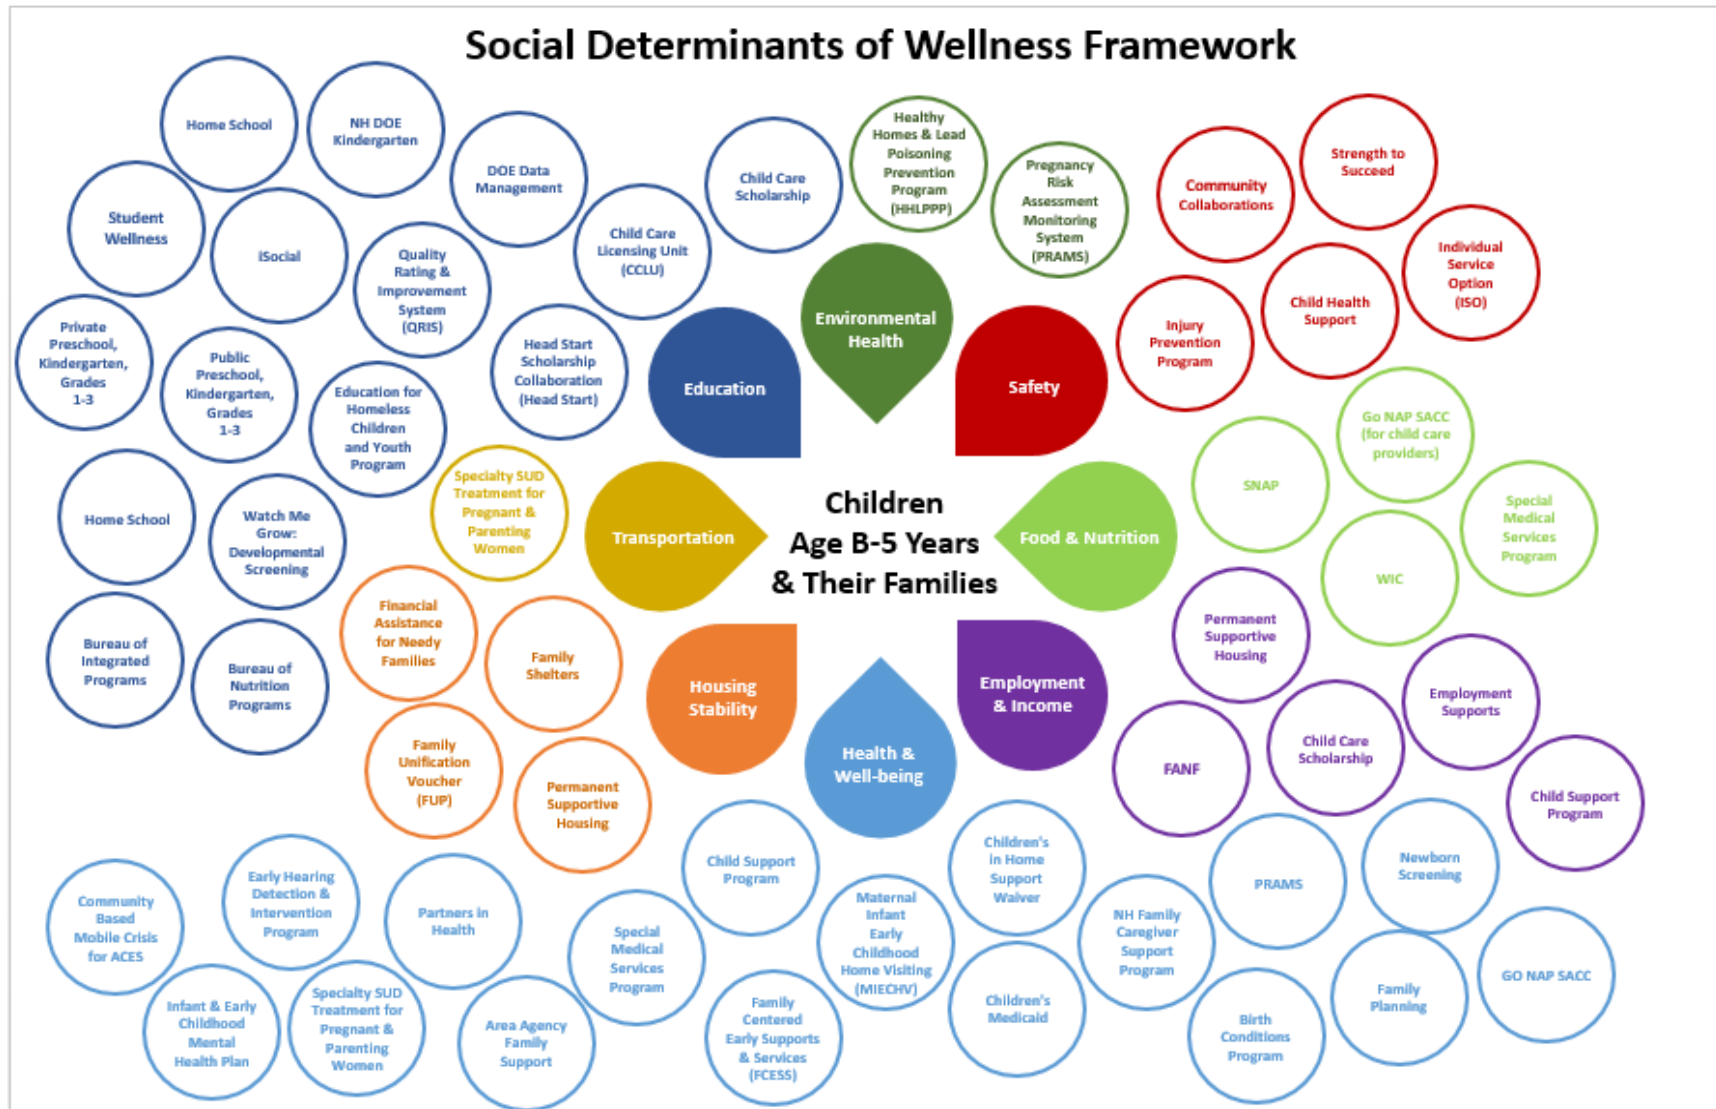 Social Determinants of Wellness Framework
Home School
NH DOE
Kindergarten
DOE Data
Management
Child Care
Scholarship
Student
Wellness
iSocial
Quality
Rating &
Improvement
System
(QRIS)
Child Care
Licensing Unit
(CCLU)
Private
Preschool,
Kindergarten,
Grades
1-3
Public
Preschool,
Kindergarten,
Grades
1-3
Education for
Homeless
Children
and Youth
Program
Head Start
Scholarship
Collaboration
(Head Start)
Home School
Watch Me
Grow:
Developmental
Screening
Bureau of
Integrated
Programs
Bureau of
Nutrition
Programs
Education
Healthy
Homes & Lead
Poisoning
Prevention
Program
(HHLPPP)
Pregnancy
Risk
Assessment
Monitoring
System
(PRAMS)
Environmental
Health
Community
Collaborations
Strength to
Succeed
Individual
Service
Option
(ISO)
Child Health
Support
Injury
Prevention
Program
Safety
Specialty SUD
Treatment for
Pregnant &
Parenting
Women
Transportation
Children
Age B-5 Years
& Their Families
Food & Nutrition
SNAP
Go NAP SACC
(for child care
providers)
Special
Medical
Services
Program
WIC
Financial
Assistance
for Needy
Families
Family
Shelters
Family
Unification
Voucher
(FUP)
Permanent
Supportive
Housing
Housing
Stability
Health &
Well-being
Employment
& Income
Permanent
Supportive
Housing
Employment
Supports
FANF
Child Care
Scholarship
Child Support
Program
Community
Based
Mobile Crisis
for ACES
Early Hearing
Detection &
Intervention
Program
Partners in
Health
Special
Medical
Services
Program
Child Support
Program
Maternal
Infant
Early
Childhood
Home Visiting
(MIECHV)
Children's
in Home
Support
Waiver
NH Family
Caregiver
Support
Program
PRAMS
Newborn
Screening
Infant & Early
Childhood
Mental
Health Plan
Specialty SUD
Treatment for
Pregnant &
Parenting
Women
Area Agency
Family
Support
Family
Centered
Early Supports
& Services
(FCESS)
Children's
Medicaid
Birth
Conditions
Program
Family
Planning
GO NAP SACC